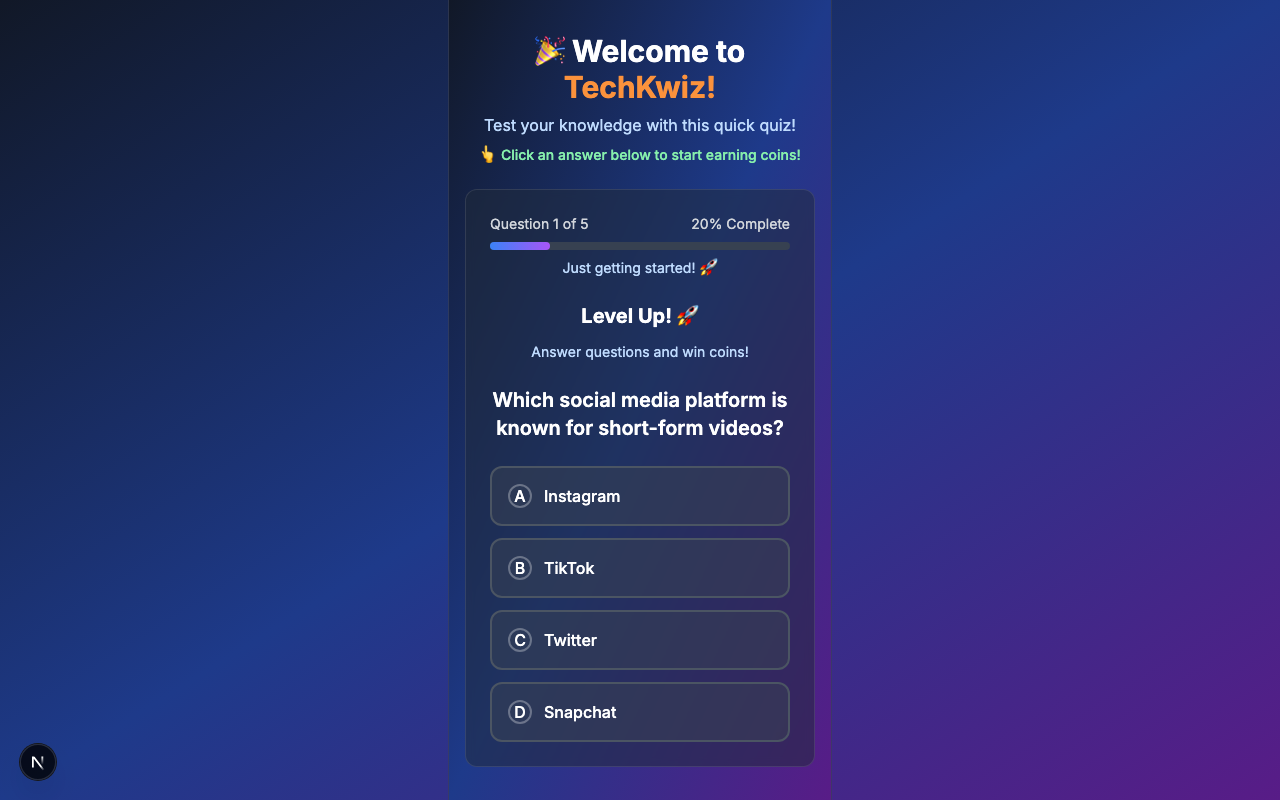 🎉 Welcome to
TechKwiz!
Test your knowledge with this quick quiz!
👆 Click an answer below to start earning coins!
Question 1 of 5
20% Complete
Just getting started! 🚀
Level Up! 🚀
Answer questions and win coins!
Which social media platform is
known for short-form videos?
A Instagram
B TikTok
C Twitter
D Snapchat
N